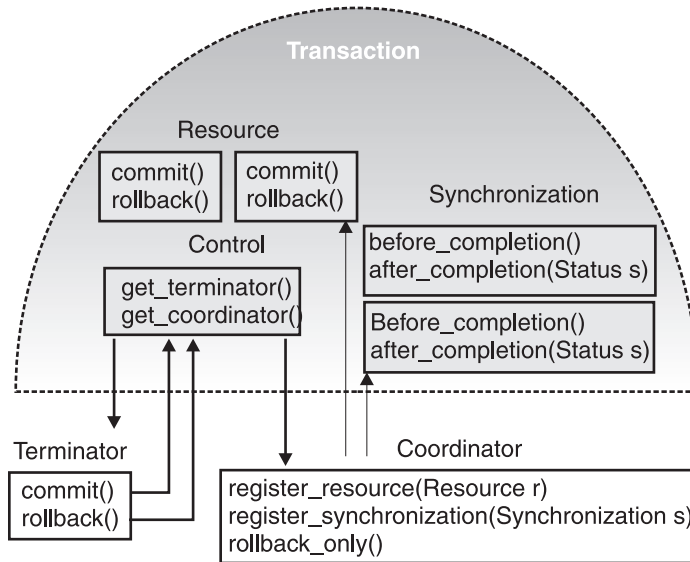 Transaction
Resource
commit()
rollback()
commit()
rollback()
Synchronization
before_completion()
after_completion(Status s)
Before_completion()
after_completion(Status s)
Control
get_terminator()
get_coordinator()
Terminator
commit()
rollback()
Coordinator
register_resource(Resource r)
register_synchronization(Synchronization s)
rollback_only()